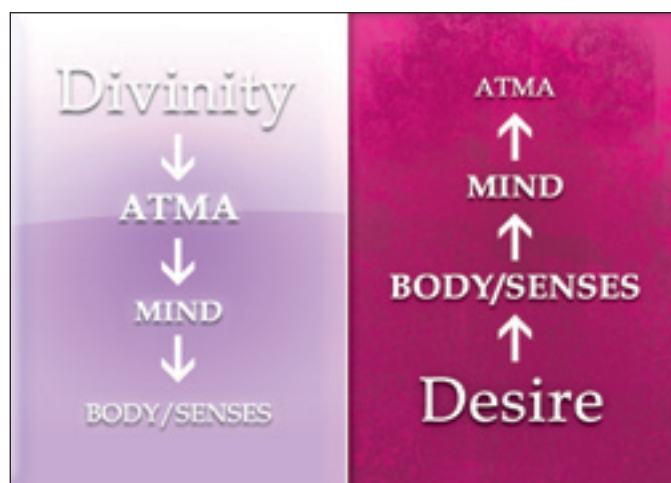 Divinity
ATMA
MIND
BODY/SENSES
ATMA
MIND
BODY/SENSES
Desire